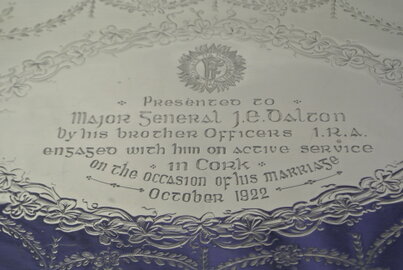 Presented to
Major General J.E. Dalton
by his brother Officers I.R.A.
engaged with him on active service
in Cork
on the occasion of his marriage
October 1922